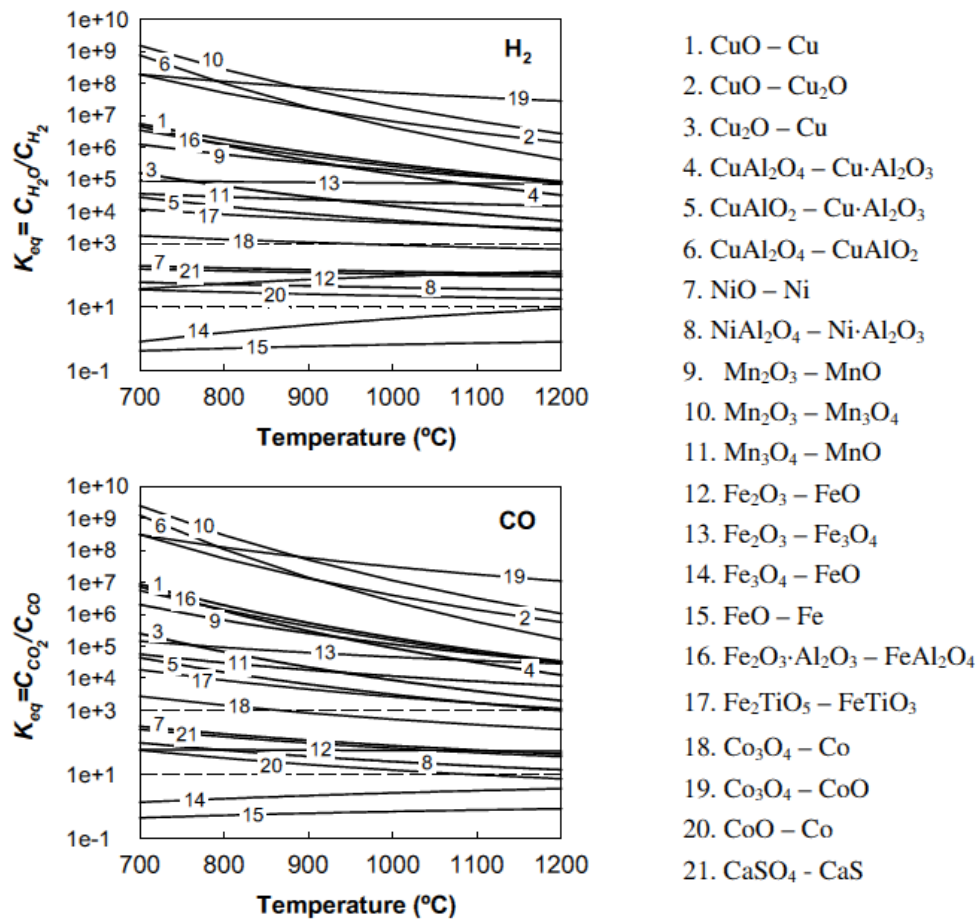 H₂
K_eq = C_H₂O/C_H₂
1e+10
1e+9
1e+8
1e+7
1e+6
1e+5
1e+4
1e+3
1e+1
1e-1
10
6
19
2
1
16
9
3
13
4
11
5
17
18
7
12
21
8
20
14
15
700 800 900 1000 1100 1200
Temperature (ºC)
CO
K_eq =C_CO₂/C_CO
1e+10
1e+9
1e+8
1e+7
1e+6
1e+5
1e+4
1e+3
1e+1
1e-1
10
6
19
2
1
16
9
3
13
11
4
5
17
18
7
21
12
8
20
14
15
700 800 900 1000 1100 1200
Temperature (ºC)
1. CuO – Cu
2. CuO – Cu₂O
3. Cu₂O – Cu
4. CuAl₂O₄ – Cu·Al₂O₃
5. CuAlO₂ – Cu·Al₂O₃
6. CuAl₂O₄ – CuAlO₂
7. NiO – Ni
8. NiAl₂O₄ – Ni·Al₂O₃
9. Mn₂O₃ – MnO
10. Mn₂O₃ – Mn₃O₄
11. Mn₃O₄ – MnO
12. Fe₂O₃ – FeO
13. Fe₂O₃ – Fe₃O₄
14. Fe₃O₄ – FeO
15. FeO – Fe
16. Fe₂O₃·Al₂O₃ – FeAl₂O₄
17. Fe₂TiO₅ – FeTiO₃
18. Co₃O₄ – Co
19. Co₃O₄ – CoO
20. CoO – Co
21. CaSO₄ - CaS